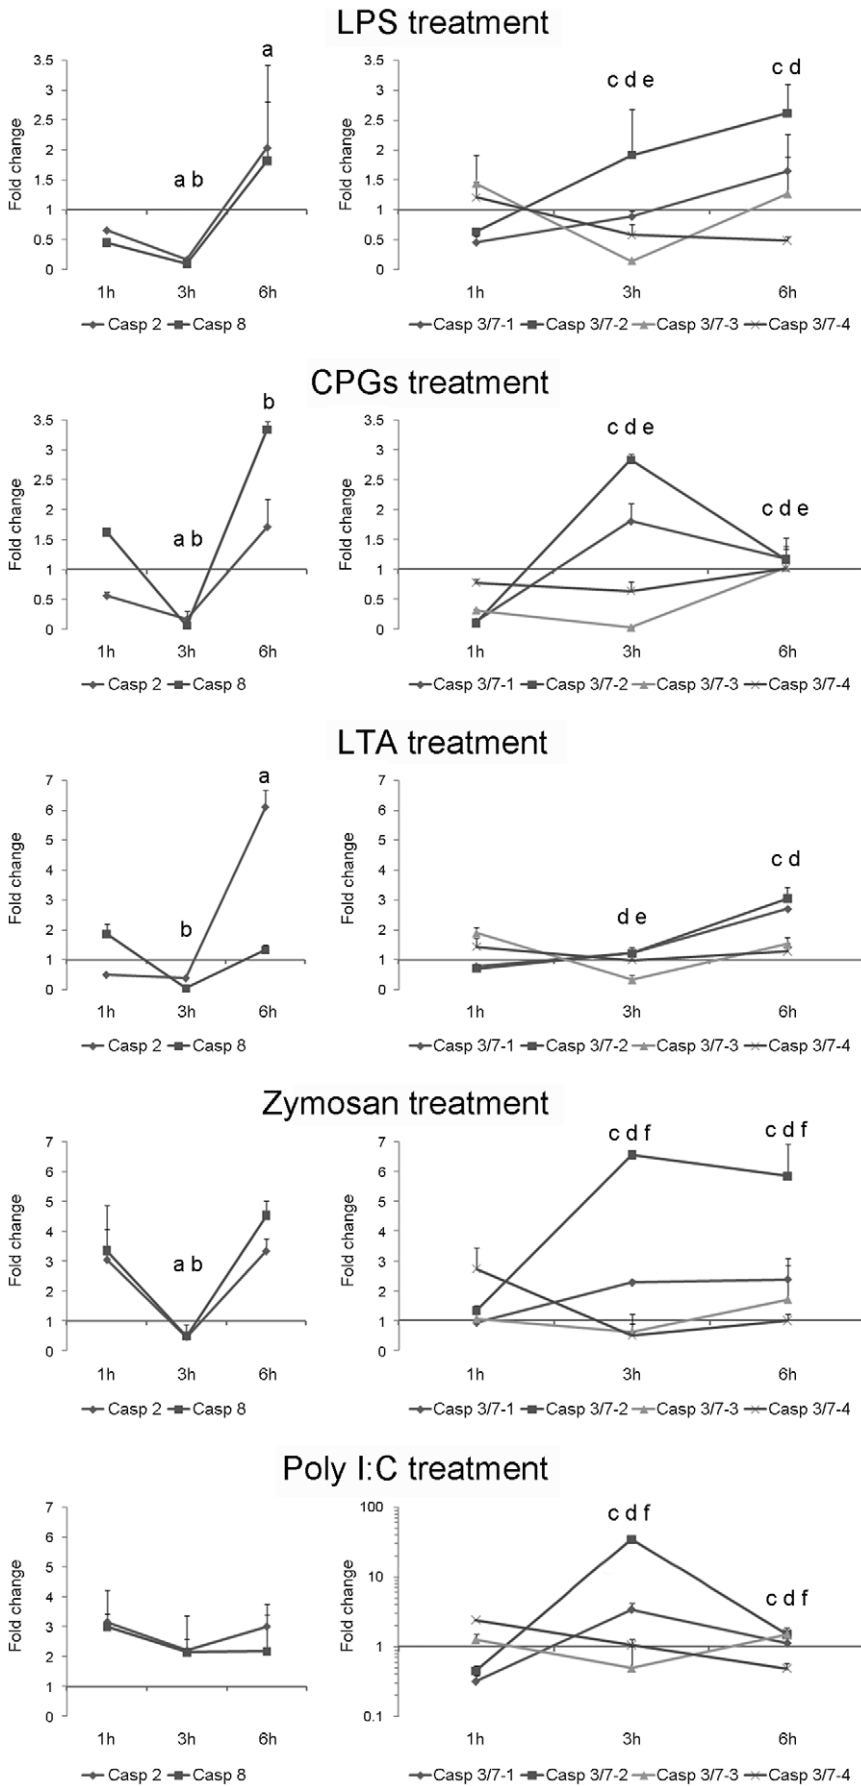 LPS treatment
Fold change
3.5
3
2.5
2
1.5
1
0.5
0
a b
a
1h 3h 6h
Casp 2 Casp 8
Fold change
3.5
3
2.5
2
1.5
1
0.5
0
c d e
c d
1h 3h 6h
Casp 3/7-1 Casp 3/7-2 Casp 3/7-3 Casp 3/7-4
CPGs treatment
Fold change
3.5
3
2.5
2
1.5
1
0.5
0
a b
b
1h 3h 6h
Casp 2 Casp 8
Fold change
3.5
3
2.5
2
1.5
1
0.5
0
c d e
c d e
1h 3h 6h
Casp 3/7-1 Casp 3/7-2 Casp 3/7-3 Casp 3/7-4
LTA treatment
Fold change
7
6
5
4
3
2
1
0
b
a
1h 3h 6h
Casp 2 Casp 8
Fold change
7
6
5
4
3
2
1
0
d e
c d
1h 3h 6h
Casp 3/7-1 Casp 3/7-2 Casp 3/7-3 Casp 3/7-4
Zymosan treatment
Fold change
7
6
5
4
3
2
1
0
a b
1h 3h 6h
Casp 2 Casp 8
Fold change
7
6
5
4
3
2
1
0
c d f
c d f
1h 3h 6h
Casp 3/7-1 Casp 3/7-2 Casp 3/7-3 Casp 3/7-4
Poly I:C treatment
Fold change
7
6
5
4
3
2
1
0
1h 3h 6h
Casp 2 Casp 8
Fold change
100
10
1
0.1
c d f
c d f
1h 3h 6h
Casp 3/7-1 Casp 3/7-2 Casp 3/7-3 Casp 3/7-4